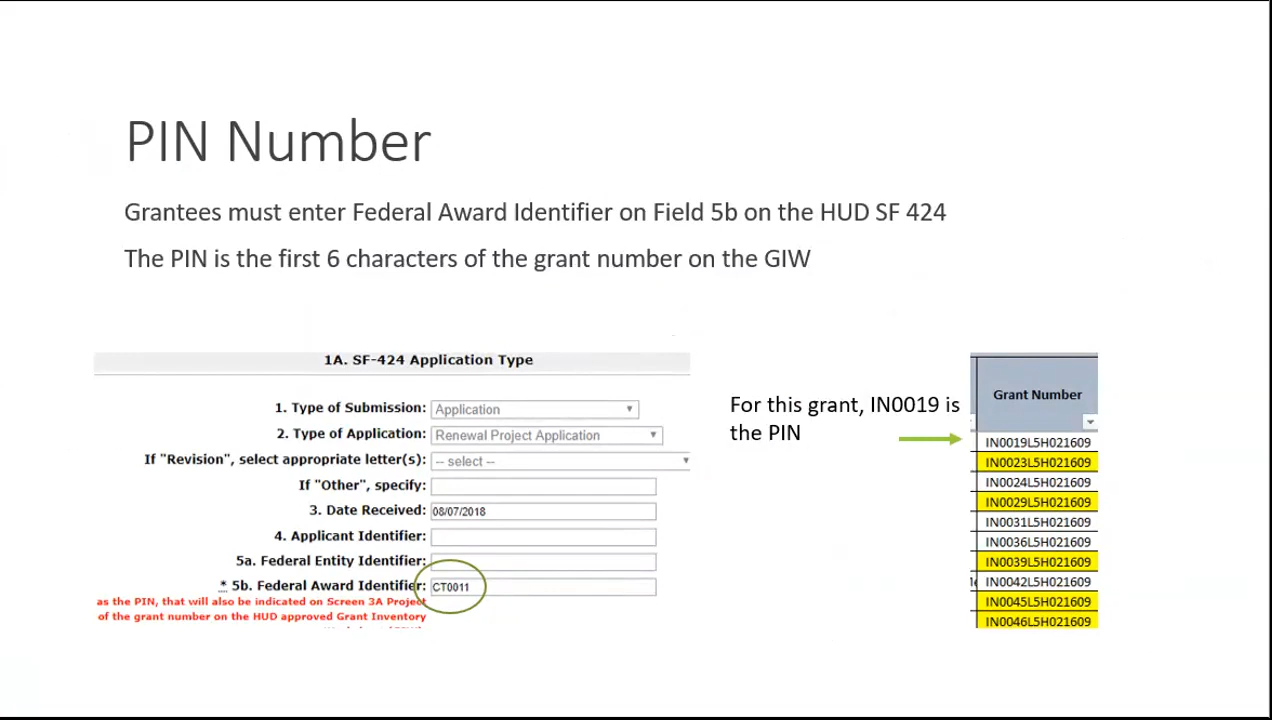 PIN Number
Grantees must enter Federal Award Identifier on Field 5b on the HUD SF 424
The PIN is the first 6 characters of the grant number on the GIW
1A. SF-424 Application Type
1. Type of Submission: Application
2. Type of Application: Renewal Project Application
If "Revision", select appropriate letter(s): -- select --
If "Other", specify:
3. Date Received: 08/07/2018
4. Applicant Identifier:
5a. Federal Entity Identifier:
* 5b. Federal Award Identifier: CT0011
as the PIN, that will also be indicated on Screen 3A Project
of the grant number on the HUD approved Grant Inventory
For this grant, IN0019 is
the PIN
Grant Number
IN0019L5H021609
IN0023L5H021609
IN0024L5H021609
IN0029L5H021609
IN0031L5H021609
IN0036L5H021609
IN0039L5H021609
IN0042L5H021609
IN0045L5H021609
IN0046L5H021609